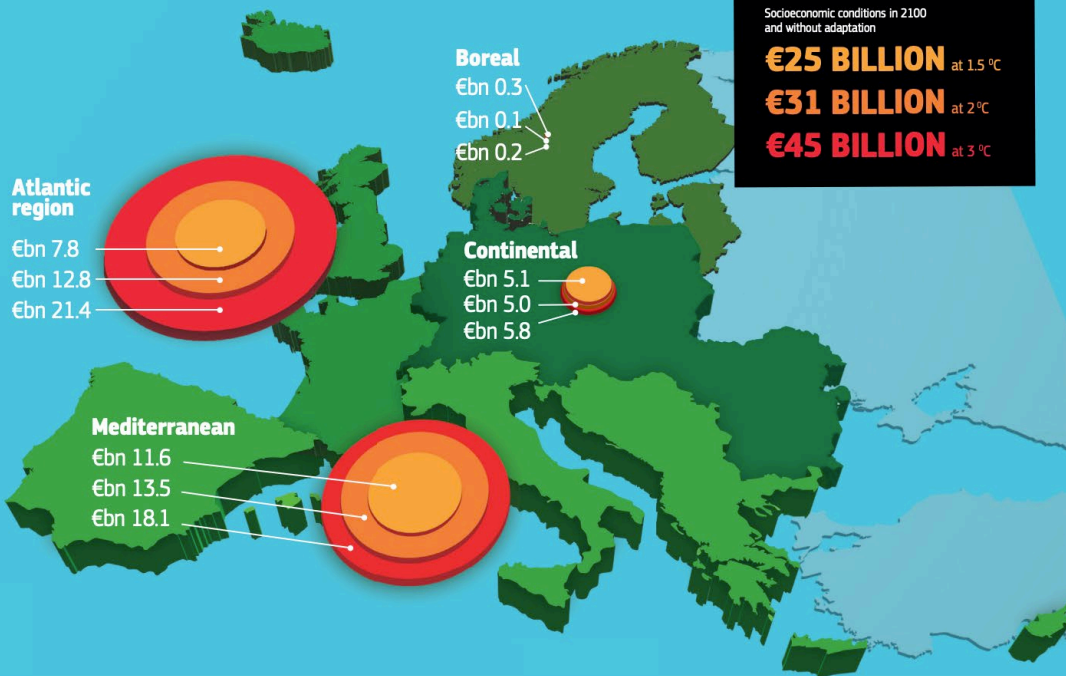 Socioeconomic conditions in 2100
and without adaptation
€25 BILLION at 1.5 ⁰C
€31 BILLION at 2⁰C
€45 BILLION at 3 ⁰C
Boreal
€bn 0.3
€bn 0.1
€bn 0.2
Atlantic
region
€bn 7.8
€bn 12.8
€bn 21.4
Continental
€bn 5.1
€bn 5.0
€bn 5.8
Mediterranean
€bn 11.6
€bn 13.5
€bn 18.1